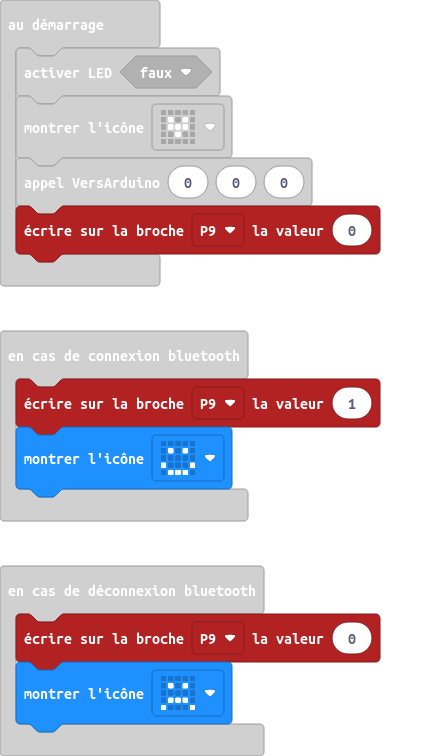 au démarrage
activer LED faux
montrer l'icône
appel VersArduino 0 0 0
écrire sur la broche P9 la valeur 0
en cas de connexion bluetooth
écrire sur la broche P9 la valeur 1
montrer l'icône
en cas de déconnexion bluetooth
écrire sur la broche P9 la valeur 0
montrer l'icône